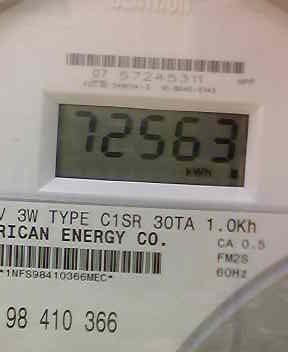 07 57245311
72563
kWh
V 3W TYPE C1SR 30TA 1.0Kh
RICAN ENERGY CO.
CA 0.5
FM2S
60Hz
*1NFS98410366MEC*
98 410 366